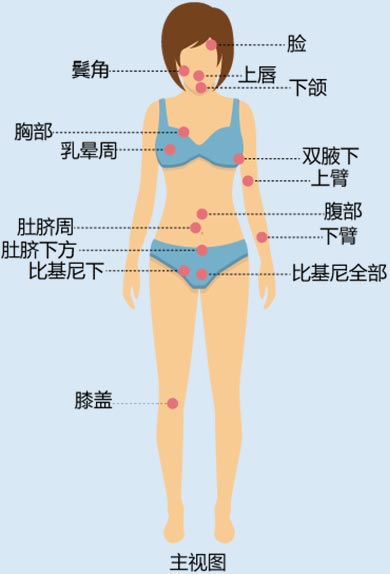 脸
鬓角
上唇
下颌
胸部
乳晕周
双腋下
上臂
腹部
肚脐周
下臂
肚脐下方
比基尼下
比基尼全部
膝盖
主视图